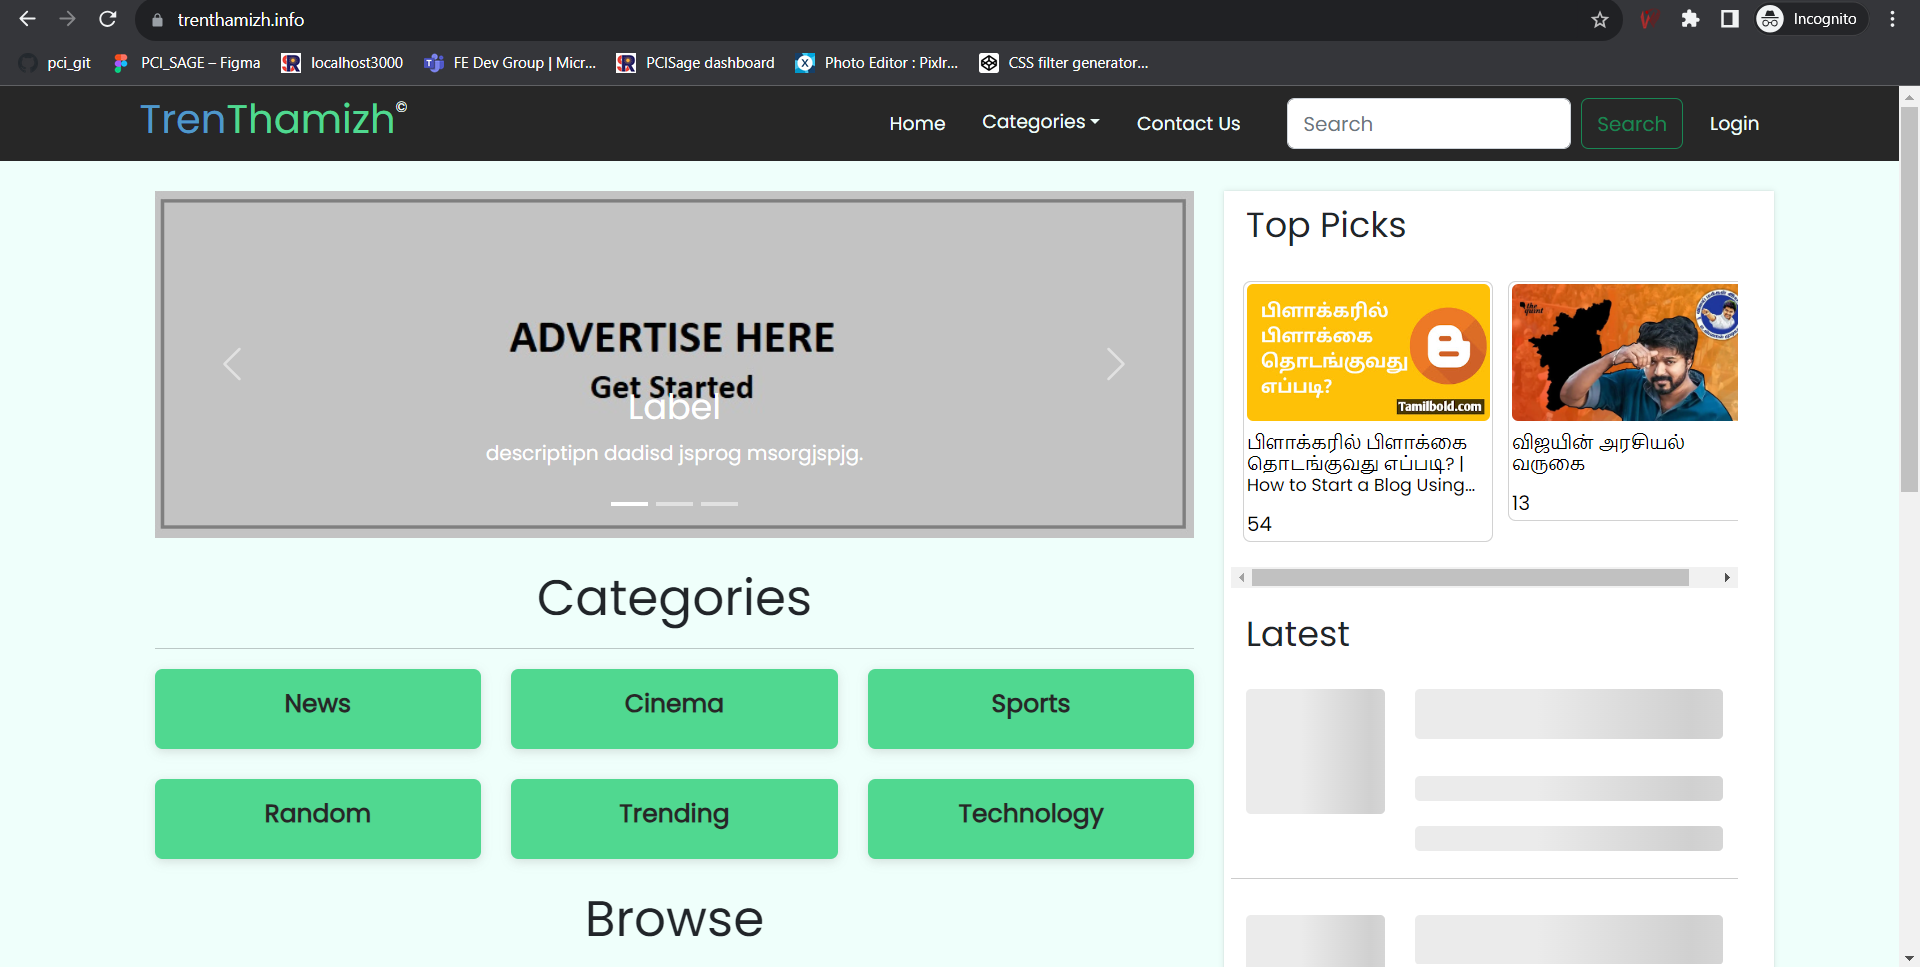 trenthamizh.info
Incognito
pci_git
PCI_SAGE – Figma
localhost3000
FE Dev Group | Micr...
PCISage dashboard
Photo Editor : Pixlr...
CSS filter generator...
TrenThamizh©
Home
Categories
Contact Us
Search
Search
Login
ADVERTISE HERE
Get Started
Label
descriptipn dadisd jsprog msorgjspjg.
Categories
News
Cinema
Sports
Random
Trending
Technology
Browse
Top Picks
பிளாக்கரில்
பிளாக்கை
தொடங்குவது
எப்படி?
Tamilbold.com
பிளாக்கரில் பிளாக்கை
தொடங்குவது எப்படி? |
How to Start a Blog Using...
54
the
quint
விஜயின் அரசியல்
வருகை
13
Latest